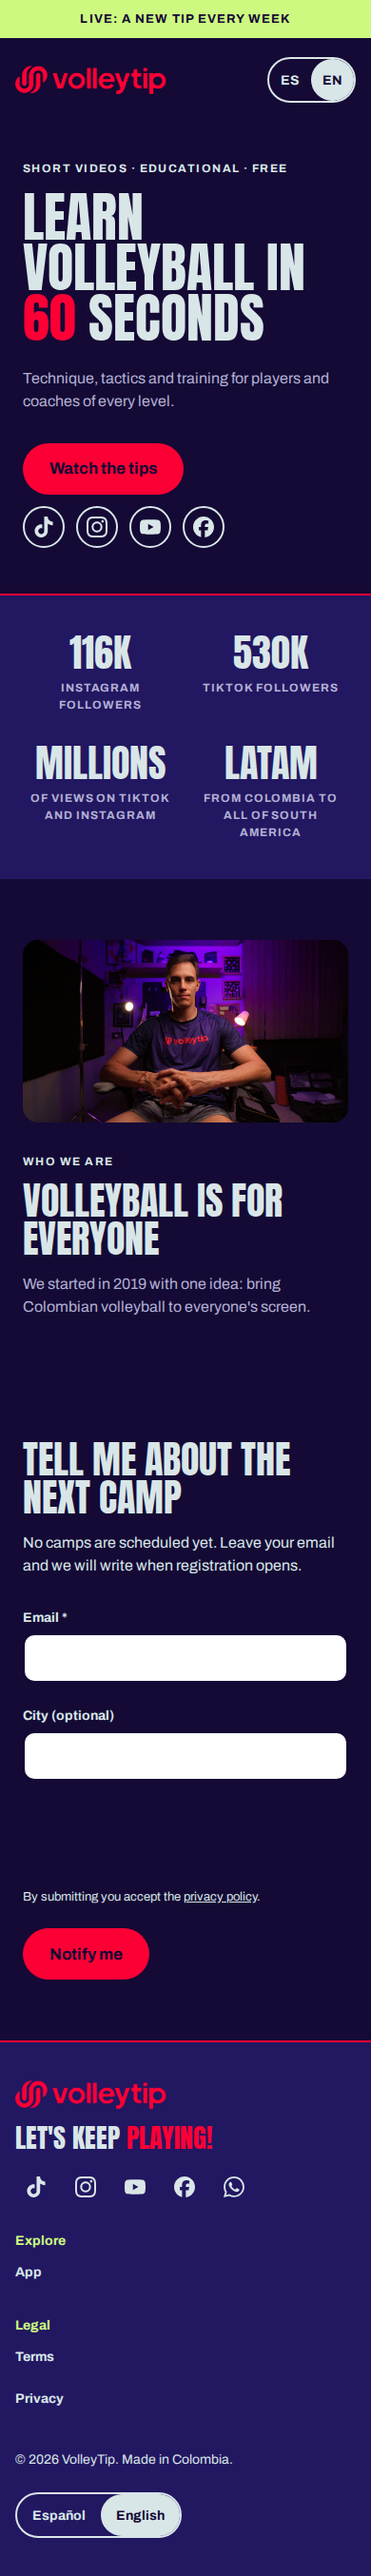 LIVE: A NEW TIP EVERY WEEK
volleytip
ES EN
SHORT VIDEOS · EDUCATIONAL · FREE
LEARN
VOLLEYBALL IN
60 SECONDS
Technique, tactics and training for players and
coaches of every level.
Watch the tips
116K
INSTAGRAM
FOLLOWERS
530K
TIKTOK FOLLOWERS
MILLIONS
OF VIEWS ON TIKTOK
AND INSTAGRAM
LATAM
FROM COLOMBIA TO
ALL OF SOUTH
AMERICA
volleytip
WHO WE ARE
VOLLEYBALL IS FOR
EVERYONE
We started in 2019 with one idea: bring
Colombian volleyball to everyone's screen.
TELL ME ABOUT THE
NEXT CAMP
No camps are scheduled yet. Leave your email
and we will write when registration opens.
Email *
City (optional)
By submitting you accept the privacy policy.
Notify me
volleytip
LET'S KEEP PLAYING!
Explore
App
Legal
Terms
Privacy
© 2026 VolleyTip. Made in Colombia.
Español English